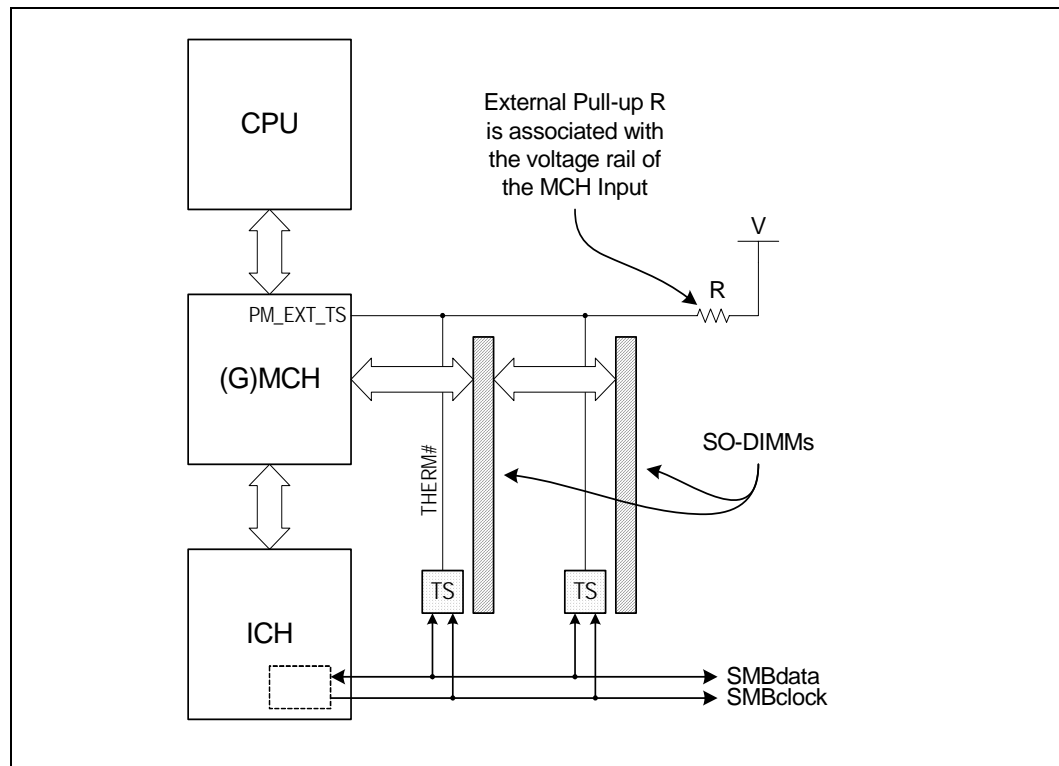 CPU
External Pull-up R
is associated with
the voltage rail of
the MCH Input
V
R
PM_EXT_TS
(G)MCH
THERM#
SO-DIMMs
TS
TS
ICH
SMBdata
SMBclock